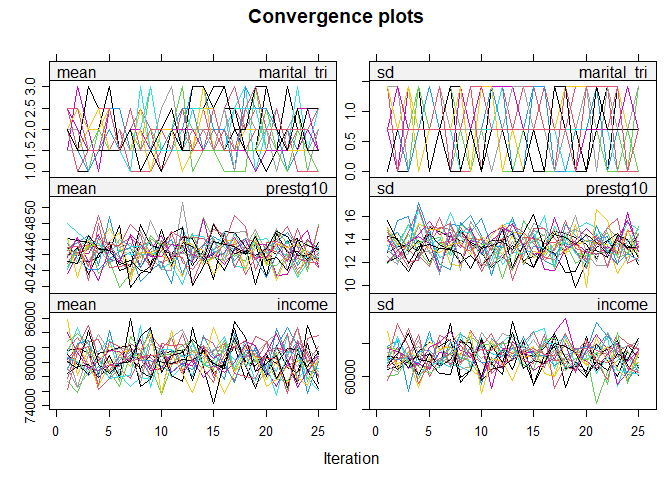 Convergence plots
mean marital_tri
sd marital_tri
1.0 1.5 2.0 2.5 3.0
0.0 0.5 1.0
mean prestg10
sd prestg10
40 42 44 46 48 50
10 12 14 16
mean income
sd income
74000 80000 86000
60000
0 5 10 15 20 25
0 5 10 15 20 25
Iteration